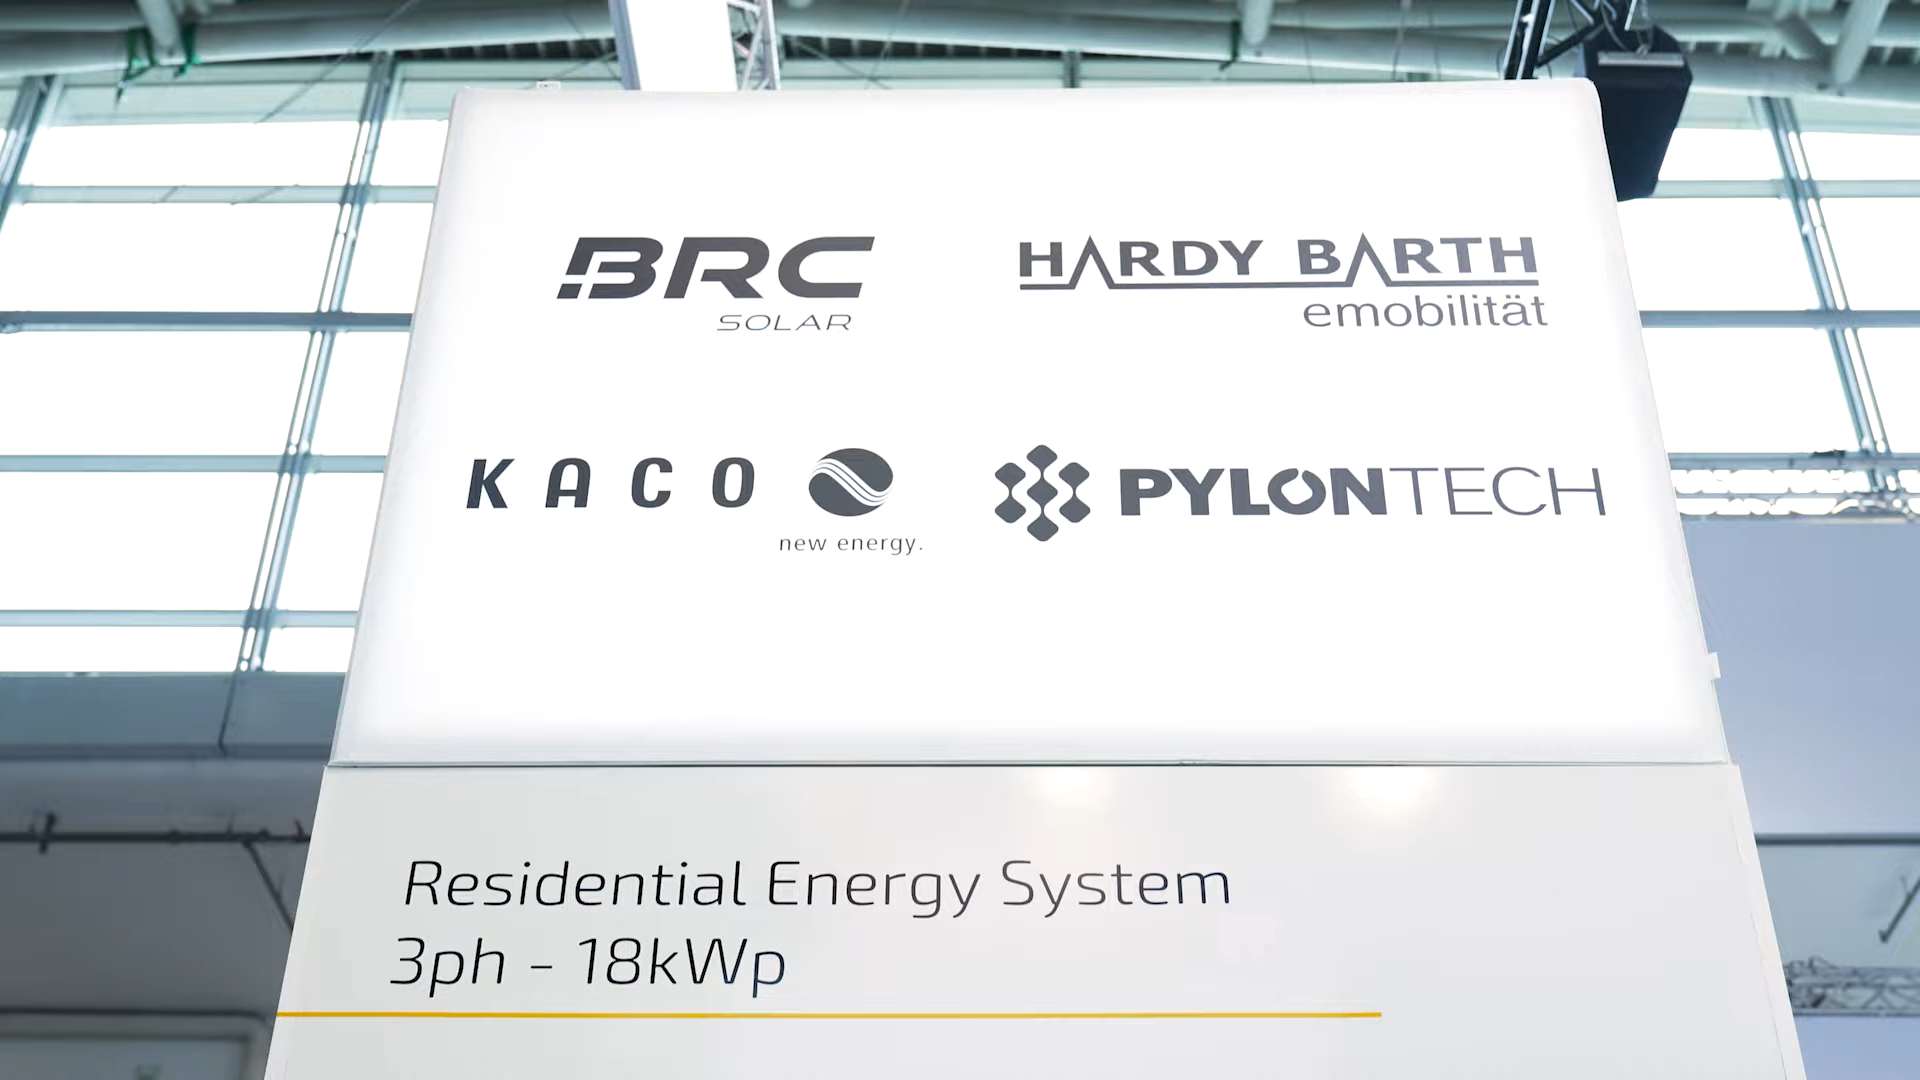 BRC
SOLAR
HARDY BARTH
emobilität
KACO
new energy.
PYLONTECH
Residential Energy System
3ph - 18kWp